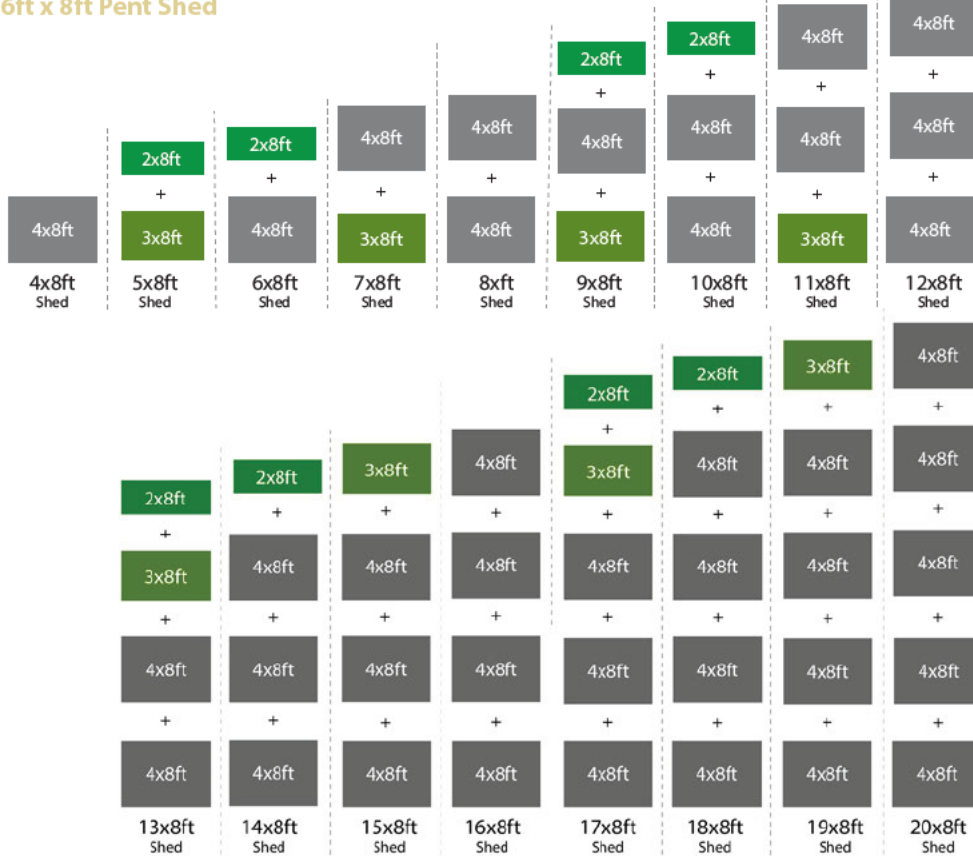 6ft x 8ft Pent Shed
4x8ft 4x8ft
2x8ft 2x8ft
+ + + +
4x8ft 4x8ft 4x8ft 4x8ft 4x8ft 4x8ft
2x8ft 2x8ft
+ + + + + + + +
4x8ft 3x8ft 4x8ft 3x8ft 4x8ft 3x8ft 4x8ft 3x8ft 4x8ft
4x8ft 5x8ft 6x8ft 7x8ft 8xft 9x8ft 10x8ft 11x8ft 12x8ft
Shed Shed Shed Shed Shed Shed Shed Shed Shed
2x8ft 2x8ft 3x8ft 4x8ft
+ + + +
2x8ft 2x8ft 3x8ft 4x8ft 3x8ft 4x8ft 4x8ft 4x8ft
+ + + + + + + +
3x8ft 4x8ft 4x8ft 4x8ft 4x8ft 4x8ft 4x8ft 4x8ft
+ + + + + + + +
4x8ft 4x8ft 4x8ft 4x8ft 4x8ft 4x8ft 4x8ft 4x8ft
+ + + + + + + +
4x8ft 4x8ft 4x8ft 4x8ft 4x8ft 4x8ft 4x8ft 4x8ft
13x8ft 14x8ft 15x8ft 16x8ft 17x8ft 18x8ft 19x8ft 20x8ft
Shed Shed Shed Shed Shed Shed Shed Shed